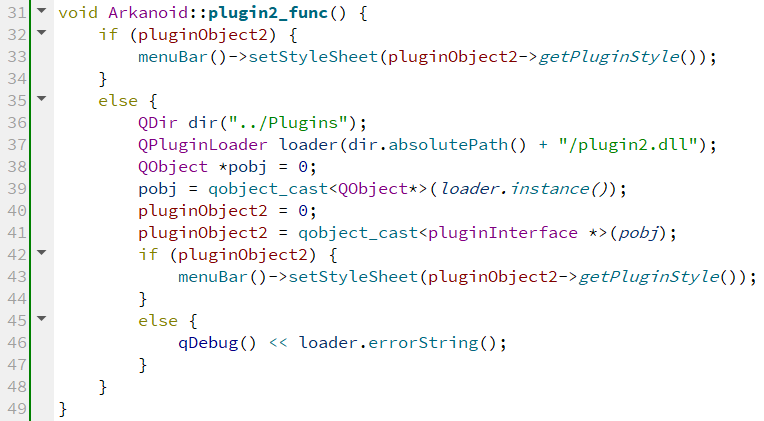 31 void Arkanoid::plugin2_func() {
32     if (pluginObject2) {
33         menuBar()->setStyleSheet(pluginObject2->getPluginStyle());
34     }
35     else {
36         QDir dir("../Plugins");
37         QPluginLoader loader(dir.absolutePath() + "/plugin2.dll");
38         QObject *pobj = 0;
39         pobj = qobject_cast<QObject*>(loader.instance());
40         pluginObject2 = 0;
41         pluginObject2 = qobject_cast<pluginInterface *>(pobj);
42         if (pluginObject2) {
43             menuBar()->setStyleSheet(pluginObject2->getPluginStyle());
44         }
45         else {
46             qDebug() << loader.errorString();
47         }
48     }
49 }